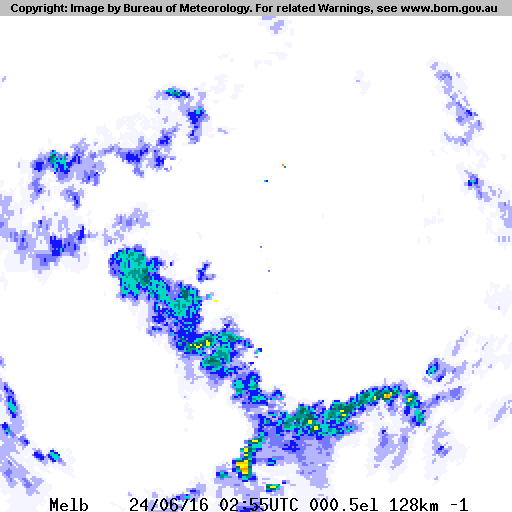 Copyright: Image by Bureau of Meteorology. For related Warnings, see www.bom.gov.au
Melb 24/06/16 02:55UTC 000.5el 128km -1